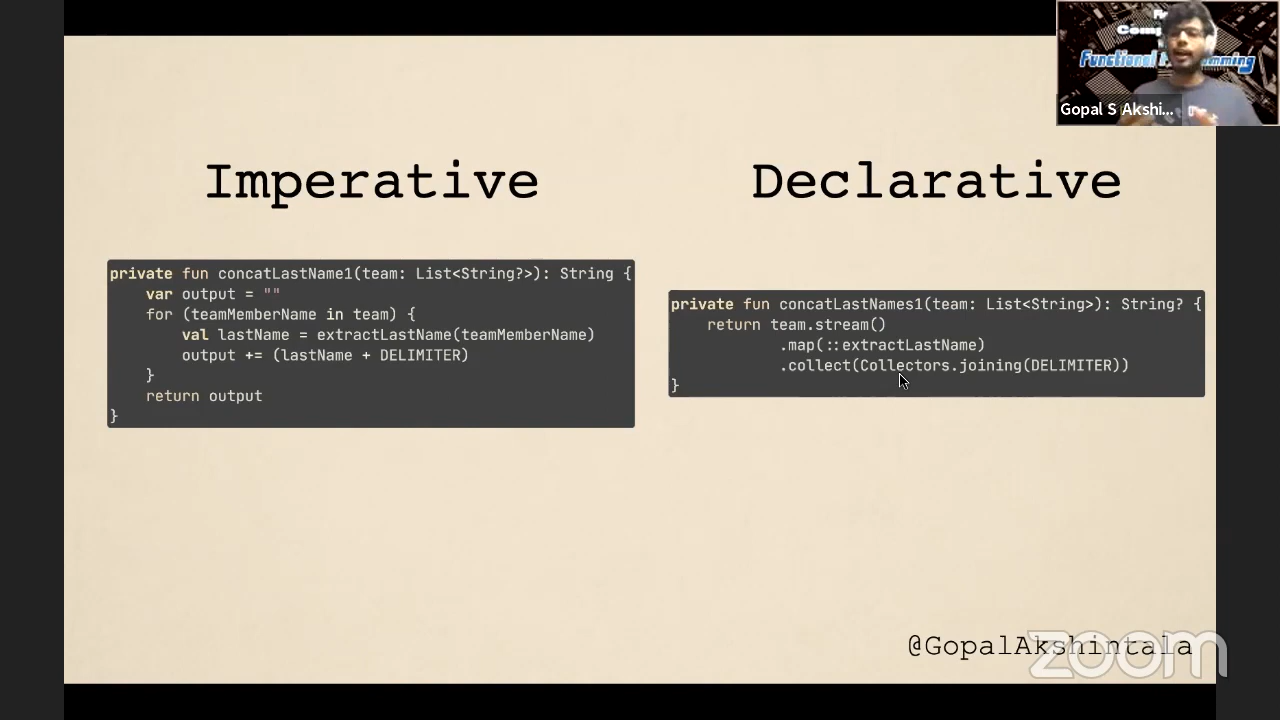 Functional
Gopal S Akshi...
Imperative
Declarative
private fun concatLastName1(team: List<String?>): String {
    var output = ""
    for (teamMemberName in team) {
        val lastName = extractLastName(teamMemberName)
        output += (lastName + DELIMITER)
    }
    return output
}
private fun concatLastNames1(team: List<String>): String? {
    return team.stream()
            .map(::extractLastName)
            .collect(Collectors.joining(DELIMITER))
}
@GopalAkshintala
zoom